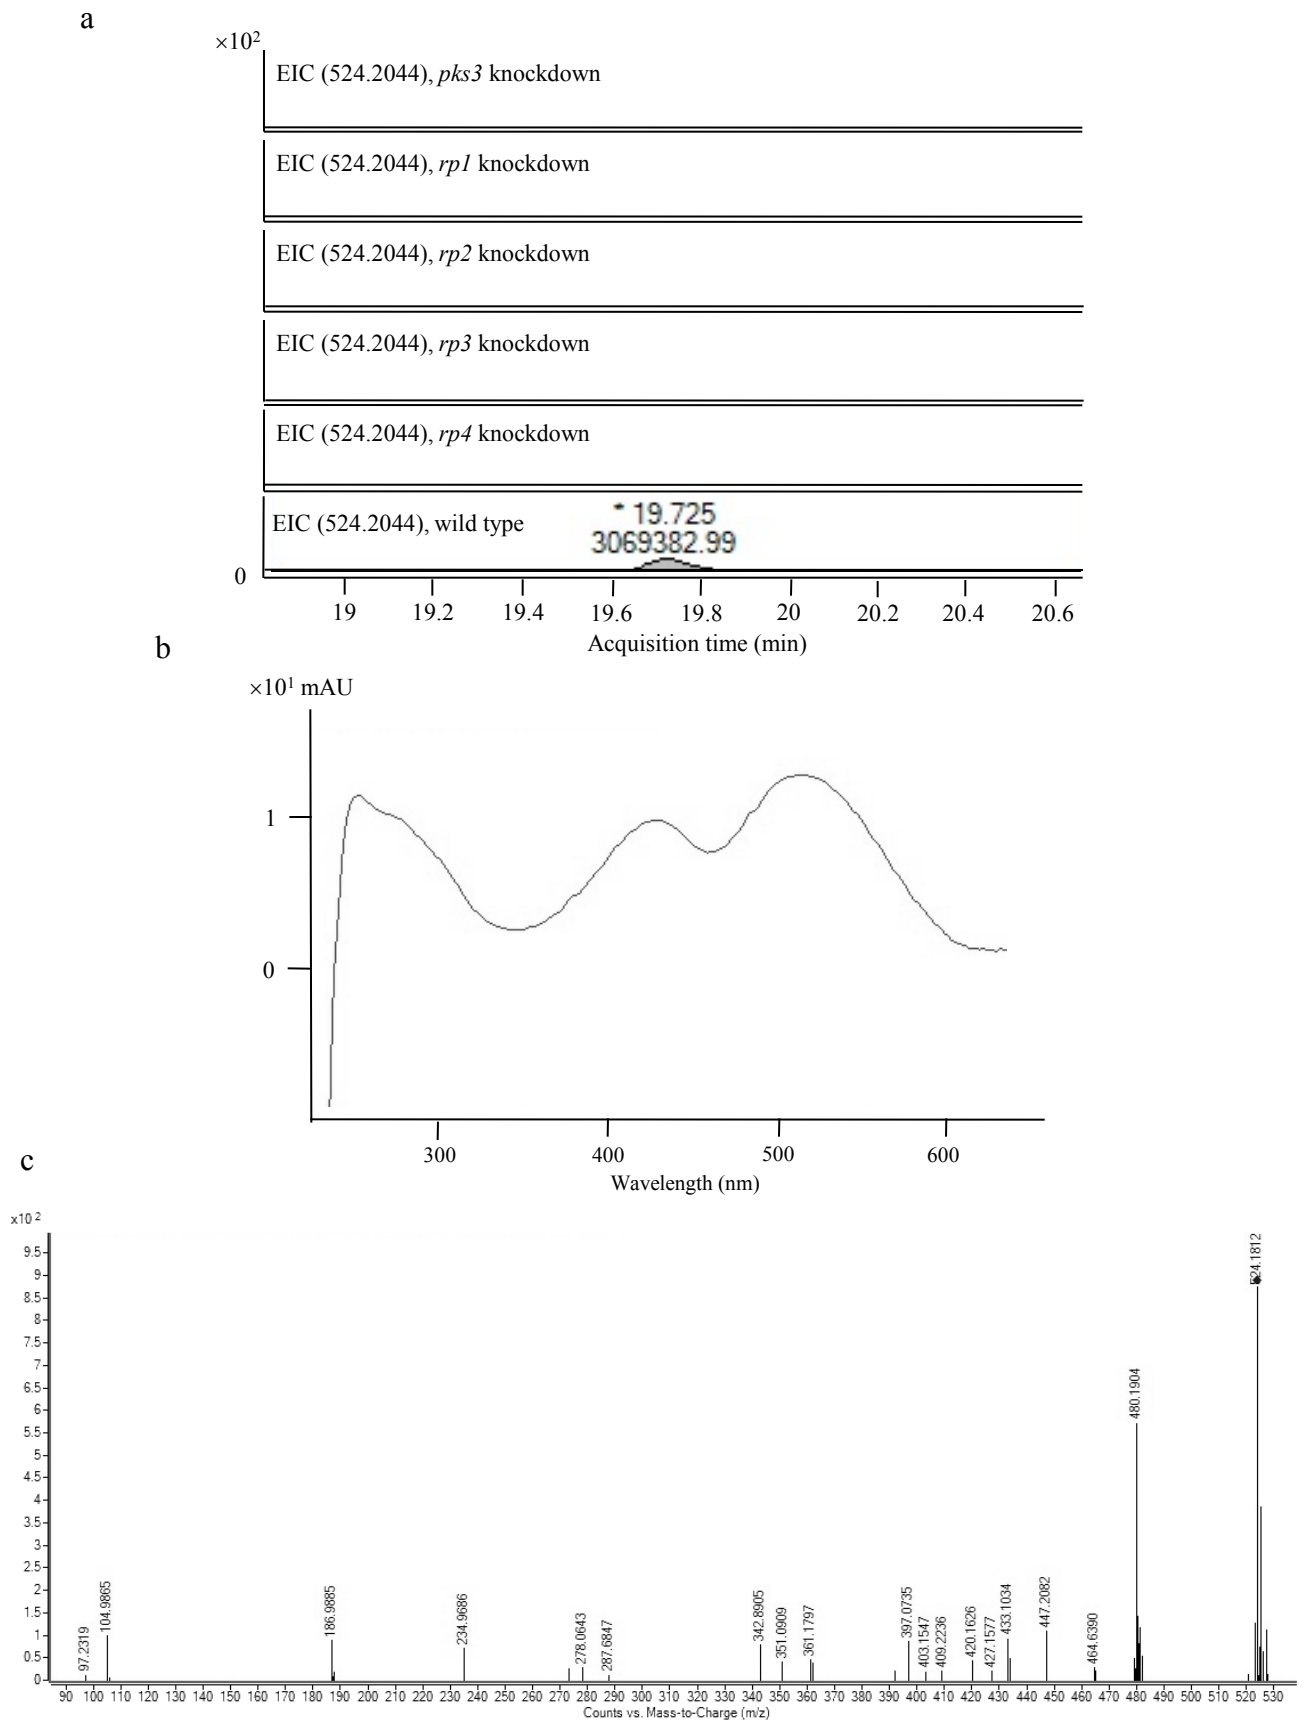 a
×10²
EIC (524.2044), pks3 knockdown
EIC (524.2044), rp1 knockdown
EIC (524.2044), rp2 knockdown
EIC (524.2044), rp3 knockdown
EIC (524.2044), rp4 knockdown
EIC (524.2044), wild type
* 19.725
3069382.99
0
19 19.2 19.4 19.6 19.8 20 20.2 20.4 20.6
Acquisition time (min)
b
×10¹ mAU
1
0
300 400 500 600
Wavelength (nm)
c
x10 2
9.5
9
8.5
8
7.5
7
6.5
6
5.5
5
4.5
4
3.5
3
2.5
2
1.5
1
0.5
0
97.2319
104.9865
186.9885
234.9686
278.0643
287.6847
342.8905
351.0909
361.1797
397.0735
403.1547
409.2236
420.1626
427.1577
433.1034
447.2082
464.6390
480.1904
524.1812
90 100 110 120 130 140 150 160 170 180 190 200 210 220 230 240 250 260 270 280 290 300 310 320 330 340 350 360 370 380 390 400 410 420 430 440 450 460 470 480 490 500 510 520 530
Counts vs. Mass-to-Charge (m/z)